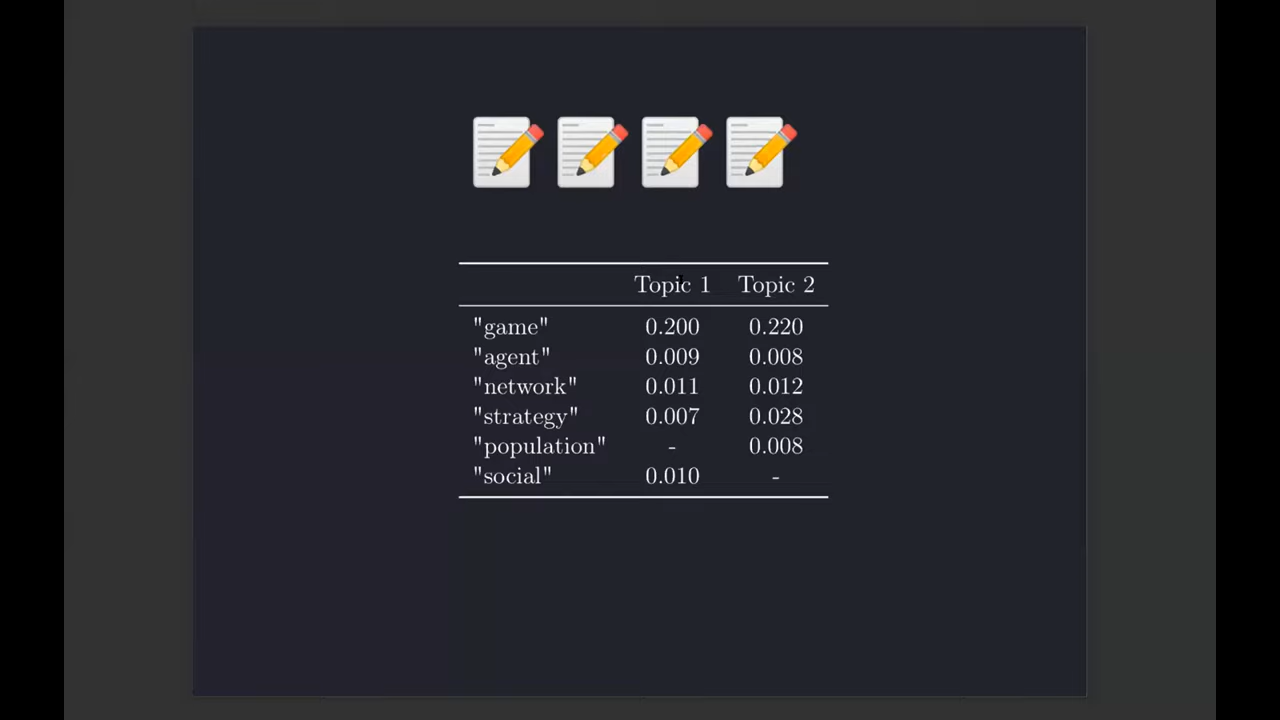 Topic 1 Topic 2
"game" 0.200 0.220
"agent" 0.009 0.008
"network" 0.011 0.012
"strategy" 0.007 0.028
"population" - 0.008
"social" 0.010 -